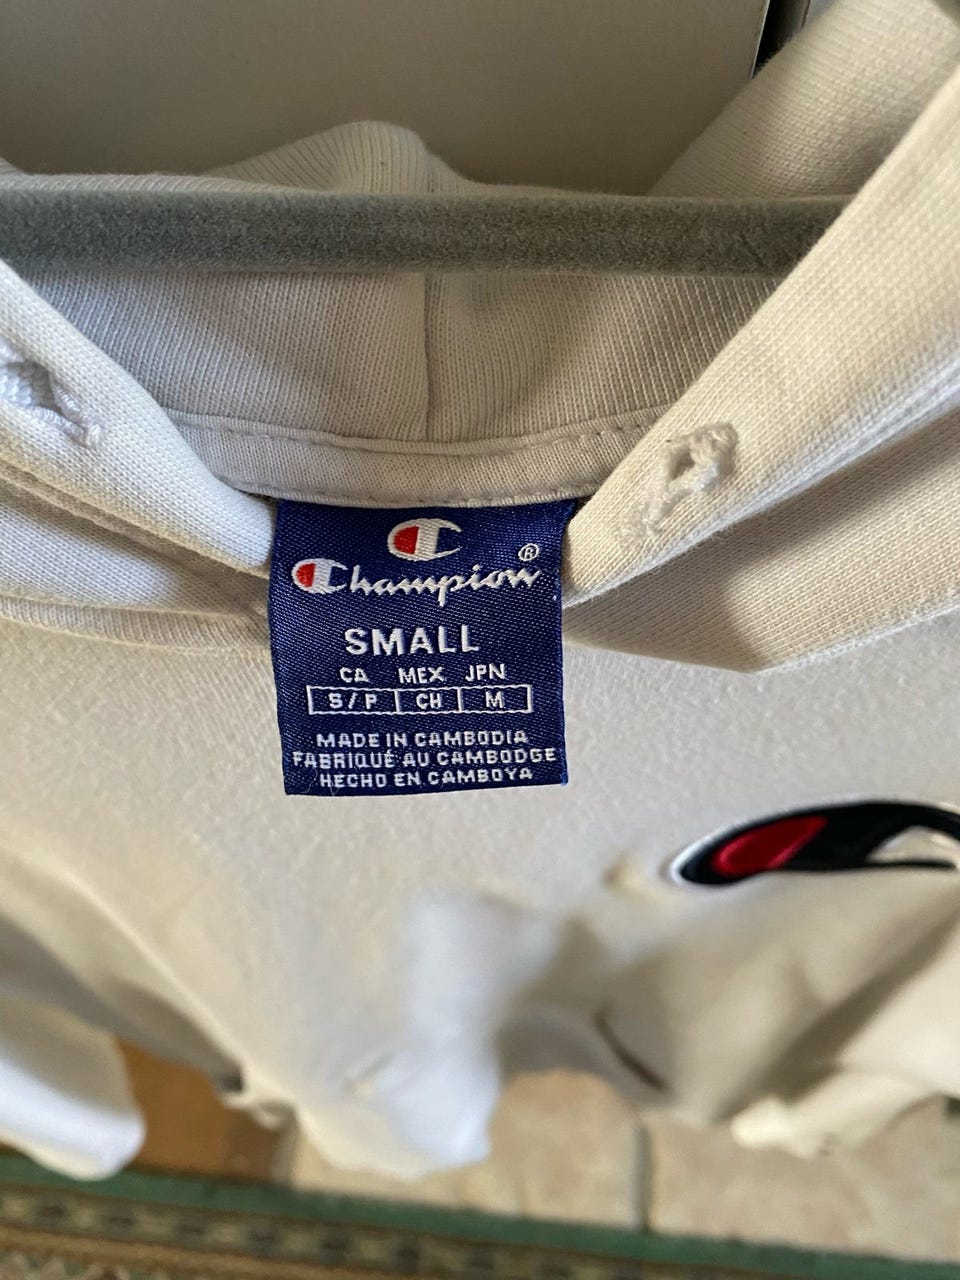 Champion®
SMALL
CA MEX JPN
S/P CH M
MADE IN CAMBODIA
FABRIQUÉ AU CAMBODGE
HECHO EN CAMBOYA